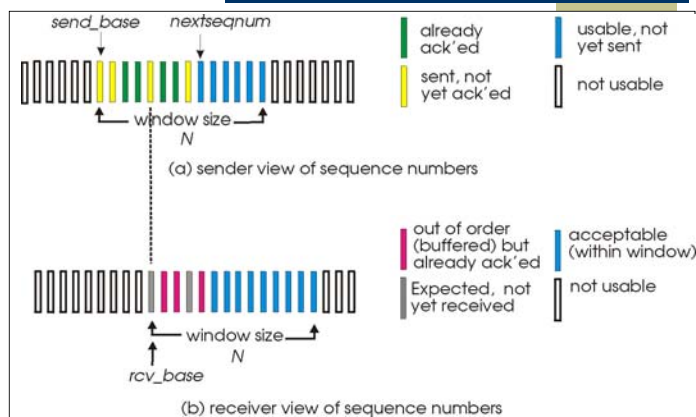 send_base nextseqnum
already
ack'ed
usable, not
yet sent
sent, not
yet ack'ed
not usable
window size
N
(a) sender view of sequence numbers
out of order
(buffered) but
already ack'ed
acceptable
(within window)
Expected, not
yet received
not usable
window size
N
rcv_base
(b) receiver view of sequence numbers